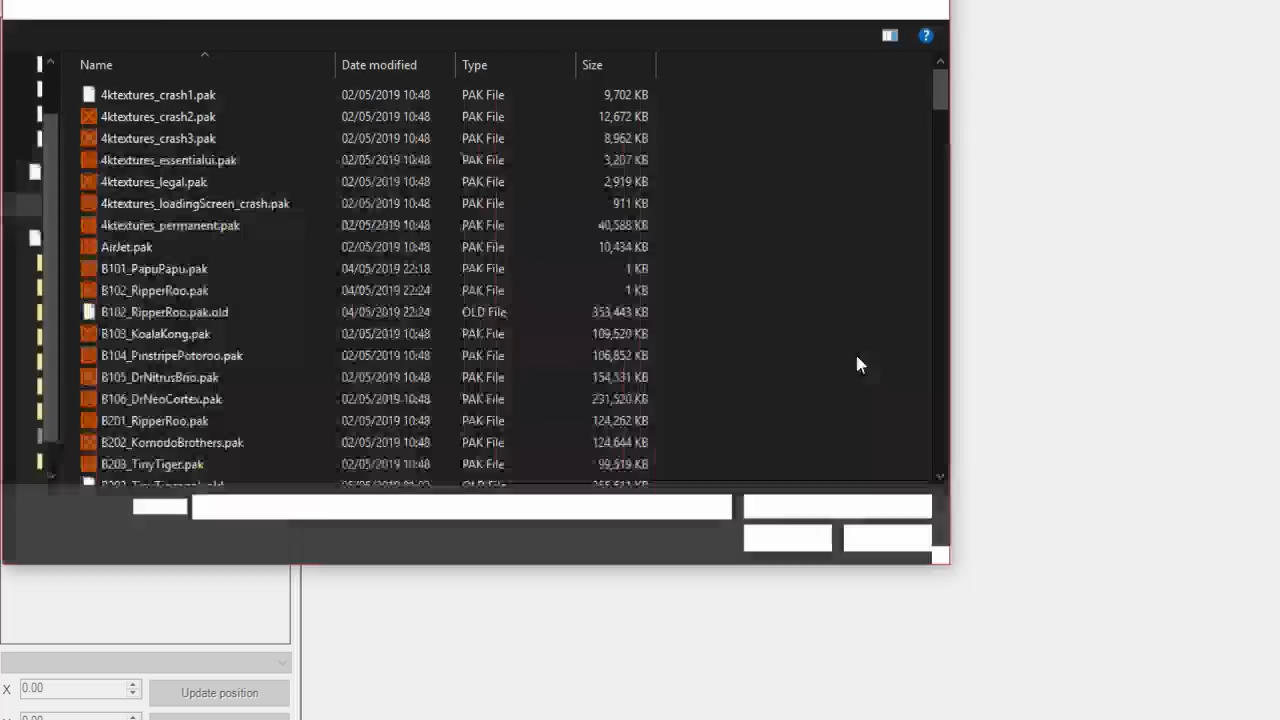 Name Date modified Type Size
4ktextures_crash1.pak 02/05/2019 10:48 PAK File 9,702 KB
4ktextures_crash2.pak 02/05/2019 10:48 PAK File 12,672 KB
4ktextures_crash3.pak 02/05/2019 10:48 PAK File 8,962 KB
4ktextures_essentialui.pak 02/05/2019 10:48 PAK File 3,207 KB
4ktextures_legal.pak 02/05/2019 10:48 PAK File 2,919 KB
4ktextures_loadingScreen_crash.pak 02/05/2019 10:48 PAK File 911 KB
4ktextures_permanent.pak 02/05/2019 10:48 PAK File 40,588 KB
AirJet.pak 02/05/2019 10:48 PAK File 10,434 KB
B101_PapuPapu.pak 04/05/2019 22:18 PAK File 1 KB
B102_RipperRoo.pak 04/05/2019 22:24 PAK File 1 KB
B102_RipperRoo.pak.old 04/05/2019 22:24 OLD File 353,443 KB
B103_KoalaKong.pak 02/05/2019 10:48 PAK File 109,520 KB
B104_PinstripePotoroo.pak 02/05/2019 10:48 PAK File 106,852 KB
B105_DrNitrusBrio.pak 02/05/2019 10:48 PAK File 154,531 KB
B106_DrNeoCortex.pak 02/05/2019 10:48 PAK File 231,520 KB
B201_RipperRoo.pak 02/05/2019 10:48 PAK File 124,262 KB
B202_KomodoBrothers.pak 02/05/2019 10:48 PAK File 124,644 KB
B203_TinyTiger.pak 02/05/2019 10:48 PAK File 99,519 KB
X 0.00 Update position
0.00